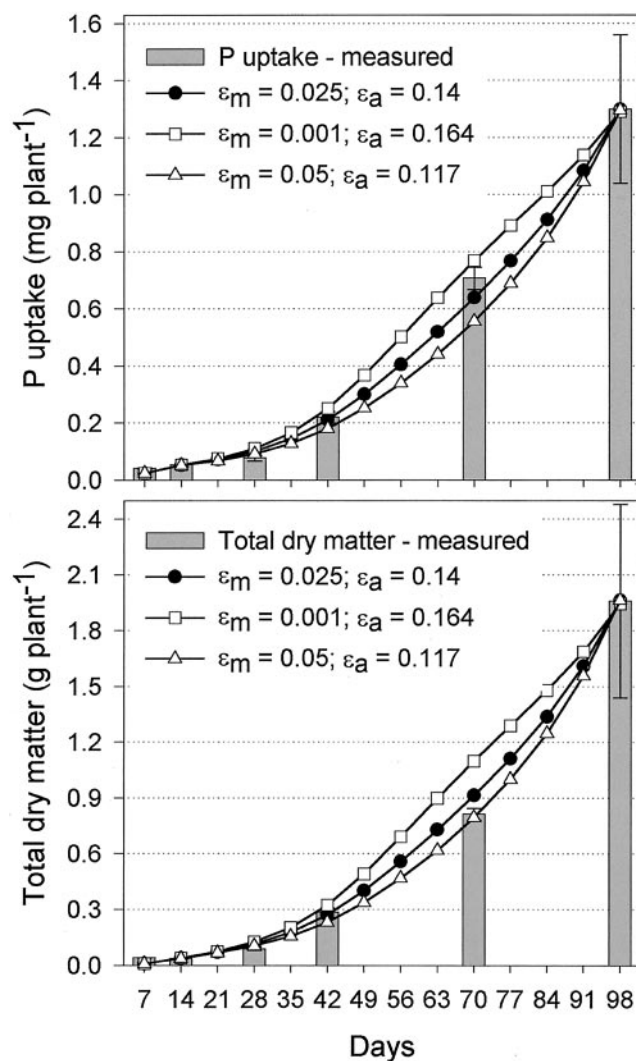 1.6
1.4
1.2
1.0
0.8
0.6
0.4
0.2
0.0
P uptake (mg plant⁻¹)
P uptake - measured
εm = 0.025; εa = 0.14
εm = 0.001; εa = 0.164
εm = 0.05; εa = 0.117
2.4
2.1
1.8
1.5
1.2
0.9
0.6
0.3
0.0
Total dry matter (g plant⁻¹)
Total dry matter - measured
εm = 0.025; εa = 0.14
εm = 0.001; εa = 0.164
εm = 0.05; εa = 0.117
7 14 21 28 35 42 49 56 63 70 77 84 91 98
Days